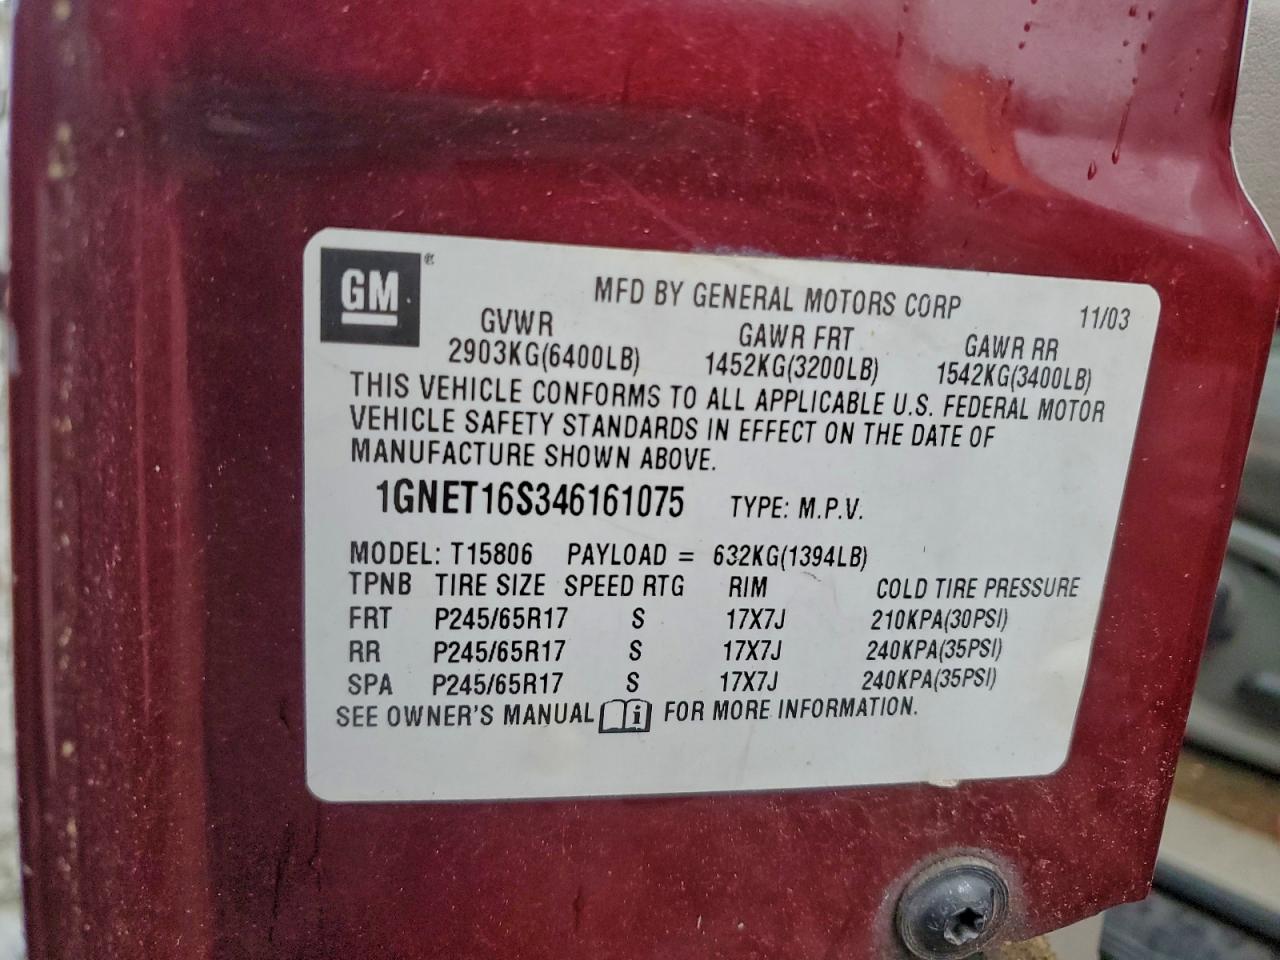 GM®
MFD BY GENERAL MOTORS CORP 11/03
GVWR GAWR FRT GAWR RR
2903KG(6400LB) 1452KG(3200LB) 1542KG(3400LB)
THIS VEHICLE CONFORMS TO ALL APPLICABLE U.S. FEDERAL MOTOR
VEHICLE SAFETY STANDARDS IN EFFECT ON THE DATE OF
MANUFACTURE SHOWN ABOVE.
1GNET16S346161075 TYPE: M.P.V.
MODEL: T15806 PAYLOAD = 632KG(1394LB)
TPNB TIRE SIZE SPEED RTG RIM COLD TIRE PRESSURE
FRT P245/65R17 S 17X7J 210KPA(30PSI)
RR P245/65R17 S 17X7J 240KPA(35PSI)
SPA P245/65R17 S 17X7J 240KPA(35PSI)
SEE OWNER'S MANUAL i FOR MORE INFORMATION.